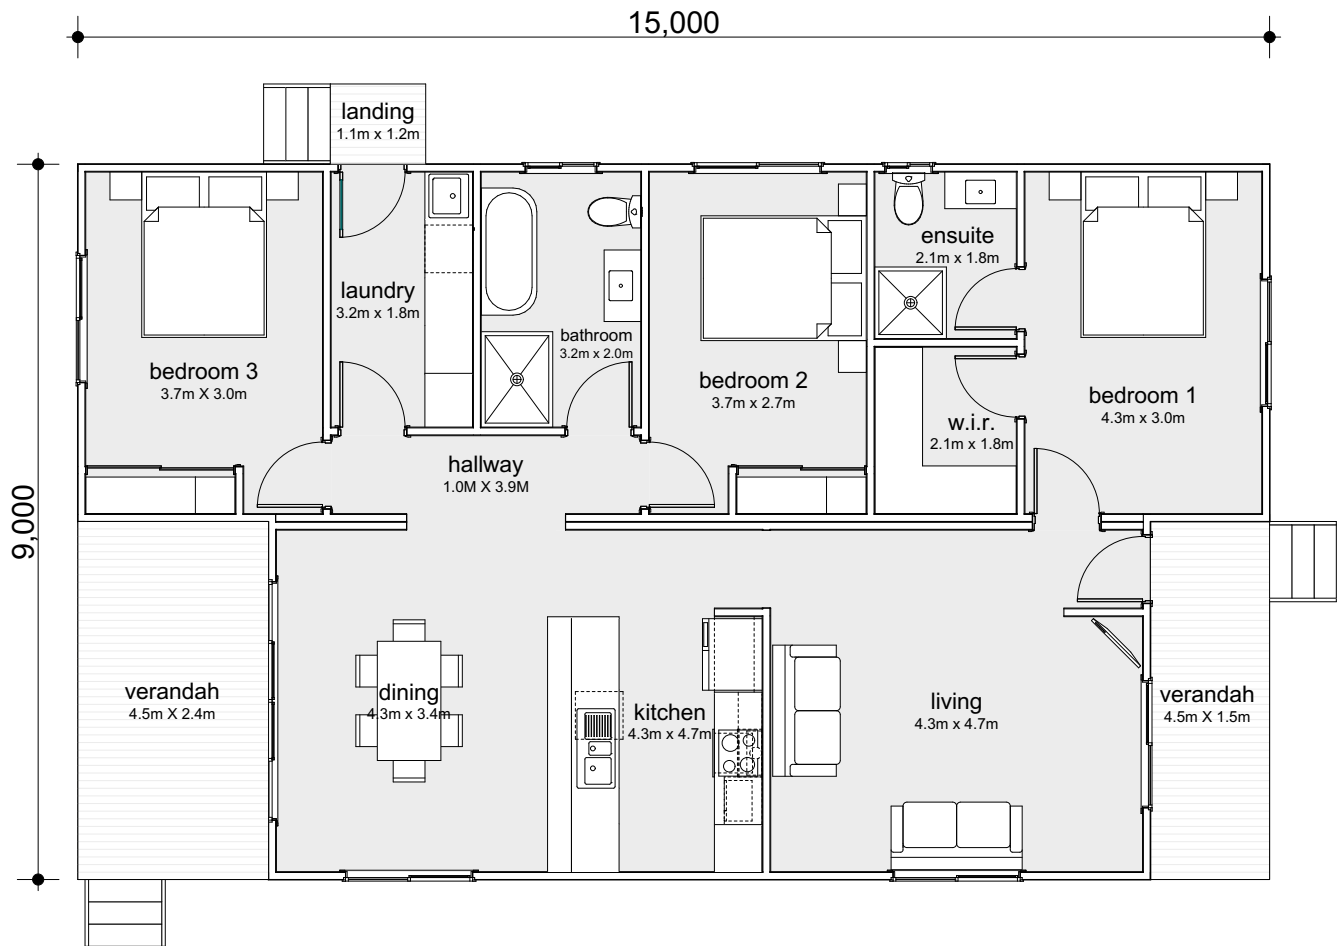 15,000
landing
1.1m x 1.2m
ensuite
2.1m x 1.8m
laundry
3.2m x 1.8m
bathroom
3.2m x 2.0m
bedroom 3
3.7m X 3.0m
bedroom 2
3.7m x 2.7m
bedroom 1
4.3m x 3.0m
w.i.r.
2.1m x 1.8m
hallway
1.0M X 3.9M
9,000
verandah
4.5m X 2.4m
dining
4.3m x 3.4m
kitchen
4.3m x 4.7m
living
4.3m x 4.7m
verandah
4.5m X 1.5m